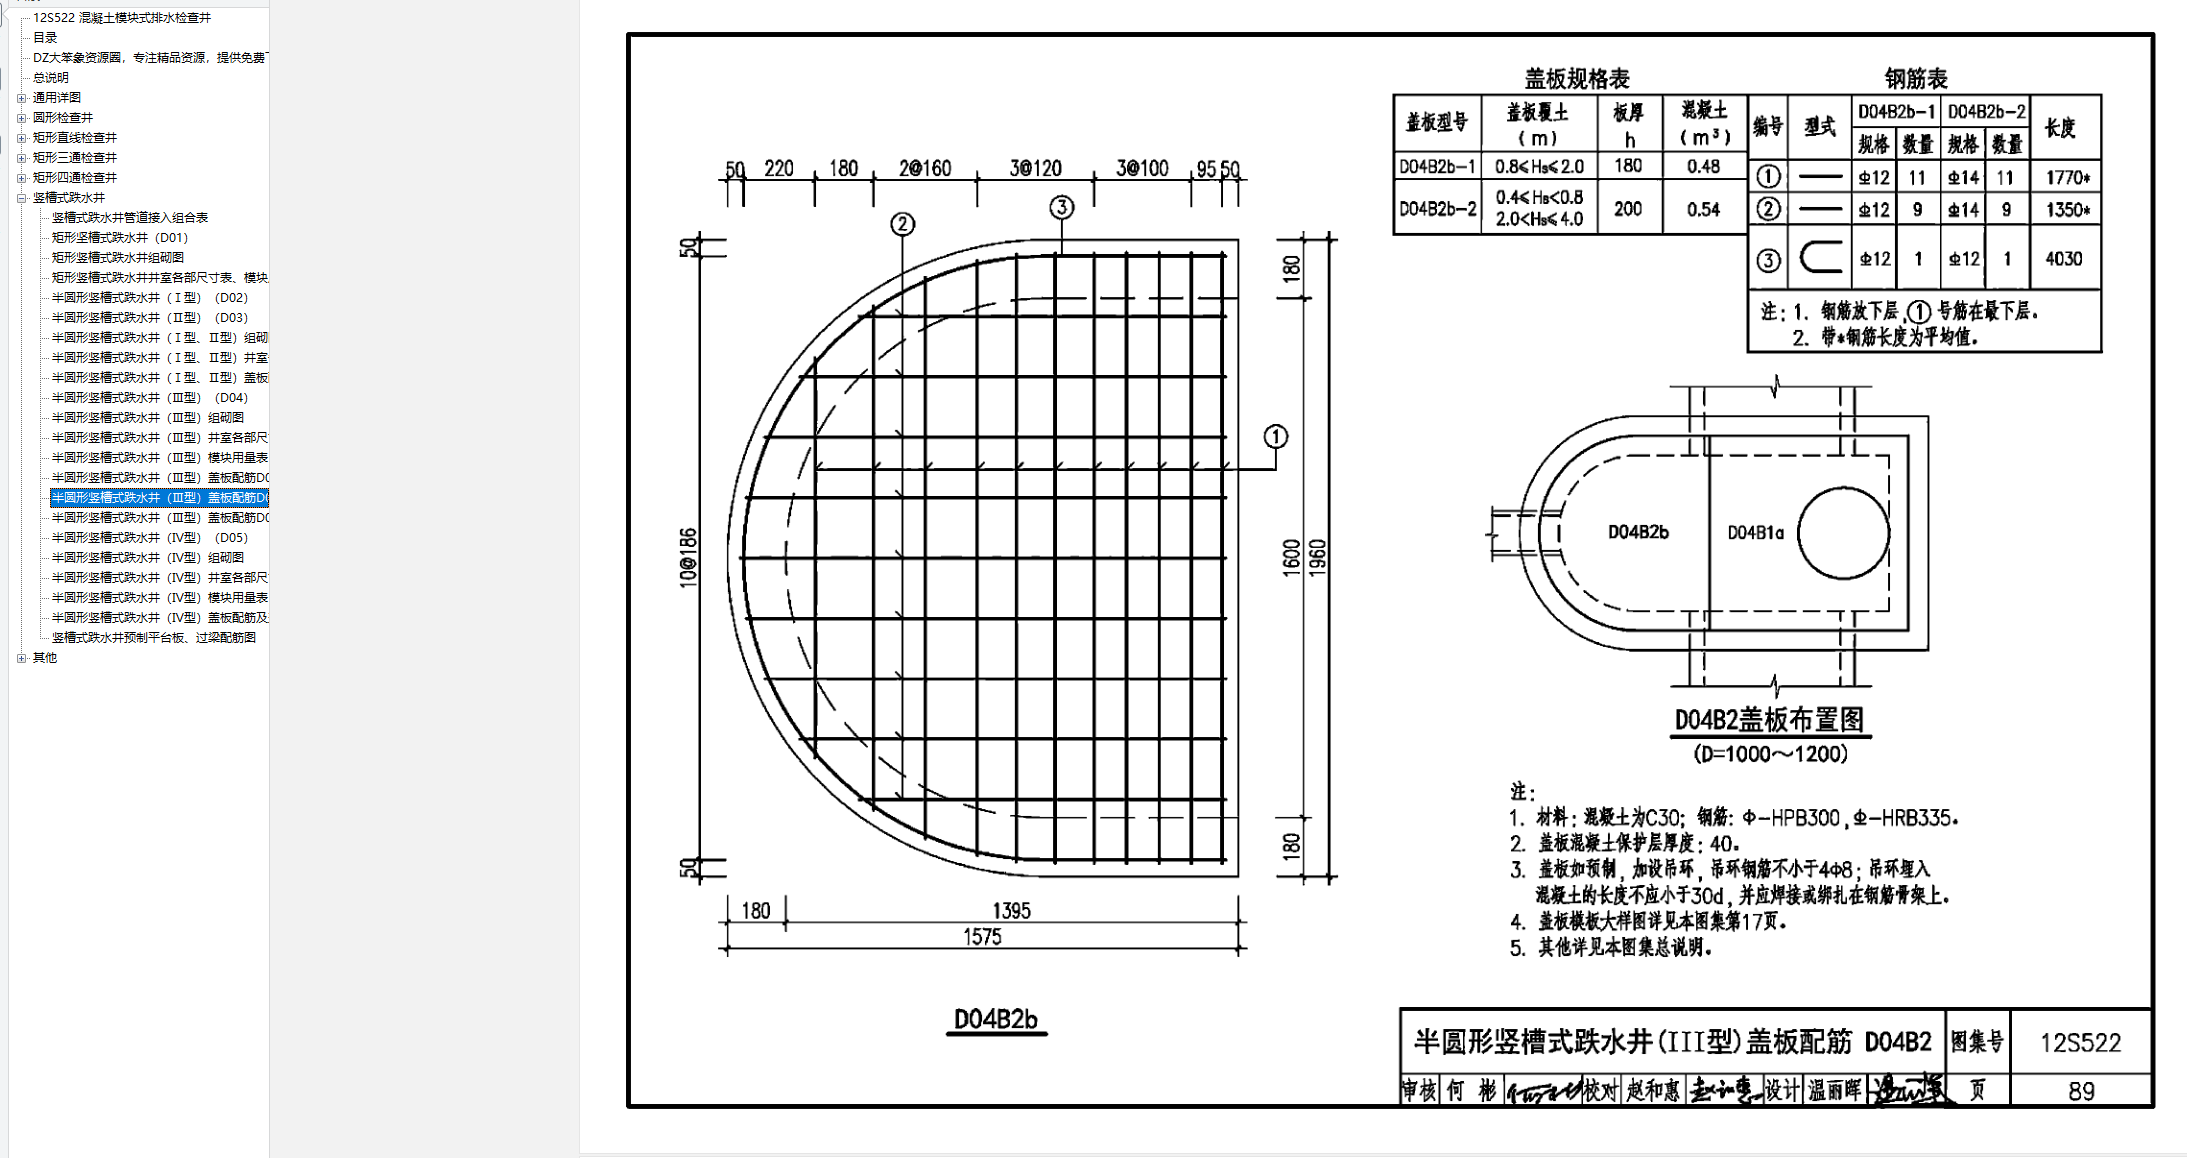 12S522 混凝土模块式排水检查井
目录
DZ大笨象资源圈，专注精品资源，提供免费
总说明
通用详图
圆形检查井
矩形直线检查井
矩形三通检查井
矩形四通检查井
竖槽式跌水井
竖槽式跌水井管道接入组合表
矩形竖槽式跌水井（D01）
矩形竖槽式跌水井组砌图
矩形竖槽式跌水井井室各部尺寸表、模块
半圆形竖槽式跌水井（Ⅰ型）（D02）
半圆形竖槽式跌水井（Ⅱ型）（D03）
半圆形竖槽式跌水井（Ⅰ型、Ⅱ型）组砌
半圆形竖槽式跌水井（Ⅰ型、Ⅱ型）井室
半圆形竖槽式跌水井（Ⅰ型、Ⅱ型）盖板
半圆形竖槽式跌水井（Ⅲ型）（D04）
半圆形竖槽式跌水井（Ⅲ型）组砌图
半圆形竖槽式跌水井（Ⅲ型）井室各部尺
半圆形竖槽式跌水井（Ⅲ型）模块用量表
半圆形竖槽式跌水井（Ⅲ型）盖板配筋D0
半圆形竖槽式跌水井（Ⅲ型）盖板配筋D0
半圆形竖槽式跌水井（Ⅲ型）盖板配筋D0
半圆形竖槽式跌水井（Ⅳ型）（D05）
半圆形竖槽式跌水井（Ⅳ型）组砌图
半圆形竖槽式跌水井（Ⅳ型）井室各部尺
半圆形竖槽式跌水井（Ⅳ型）模块用量表
半圆形竖槽式跌水井（Ⅳ型）盖板配筋及
竖槽式跌水井预制平台板、过梁配筋图
其他
50 220 180 2@160 3@120 3@100 95 50
② ③
①
50
10@186
50
180
1600
1960
180
180 1395
1575
D04B2b
盖板规格表
盖板型号 盖板覆土(m) 板厚h 混凝土(m³)
D04B2b-1 0.8≤Hs≤2.0 180 0.48
D04B2b-2 0.4≤Hs<0.8 2.0<Hs≤4.0 200 0.54
钢筋表
编号 型式 D04B2b-1 D04B2b-2 长度
规格 数量 规格 数量
① Φ12 11 Φ14 11 1770*
② Φ12 9 Φ14 9 1350*
③ Φ12 1 Φ12 1 4030
注：1. 钢筋放下层，①号筋在最下层。
2. 带*钢筋长度为平均值。
D04B2b D04B1a
D04B2盖板布置图
(D=1000～1200)
注：
1. 材料：混凝土为C30；钢筋：Φ-HPB300，Φ-HRB335。
2. 盖板混凝土保护层厚度：40。
3. 盖板如预制，加设吊环，吊环钢筋不小于4Φ8；吊环埋入
混凝土的长度不应小于30d，并应焊接或绑扎在钢筋骨架上。
4. 盖板模板大样图详见本图集第17页。
5. 其他详见本图集总说明。
半圆形竖槽式跌水井(III型)盖板配筋 D04B2 图集号 12S522
审核 何彬 校对 赵和惠 设计 温丽晖 页 89